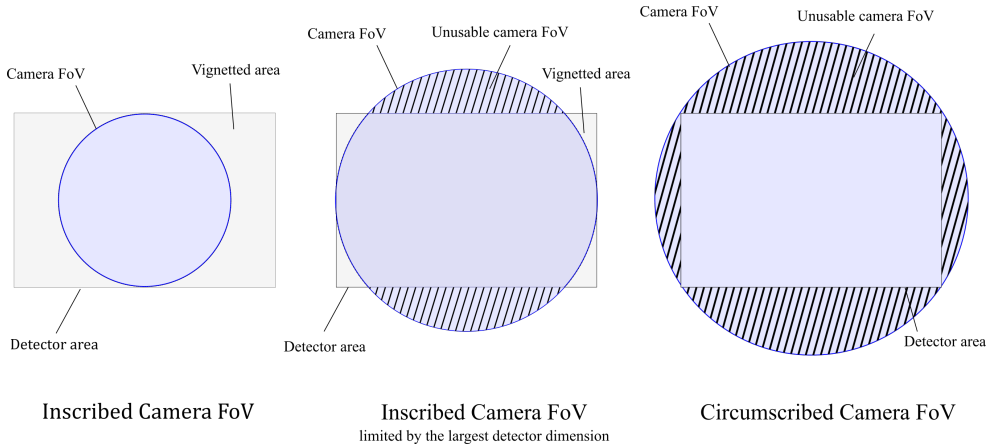 Camera FoV
Vignetted area
Detector area
Inscribed Camera FoV
Camera FoV
Unusable camera FoV
Vignetted area
Detector area
Inscribed Camera FoV
limited by the largest detector dimension
Camera FoV
Unusable camera FoV
Detector area
Circumscribed Camera FoV